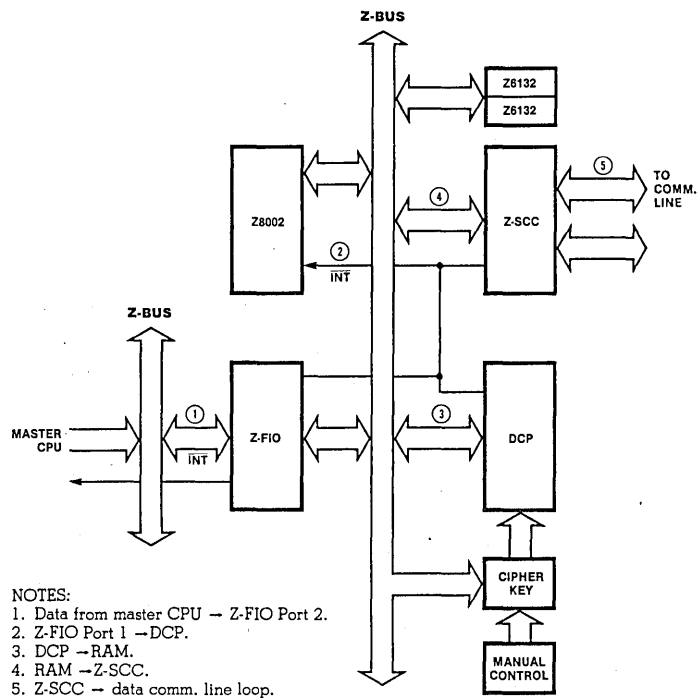 Z-BUS
Z6132
Z6132
⑤
TO
COMM.
LINE
Z8002
④
Z-SCC
②
INT
Z-BUS
①
MASTER
CPU
INT
Z-FIO
③
DCP
CIPHER
KEY
MANUAL
CONTROL
NOTES:
1. Data from master CPU → Z-FIO Port 2.
2. Z-FIO Port 1 → DCP.
3. DCP → RAM.
4. RAM → Z-SCC.
5. Z-SCC → data comm. line loop.